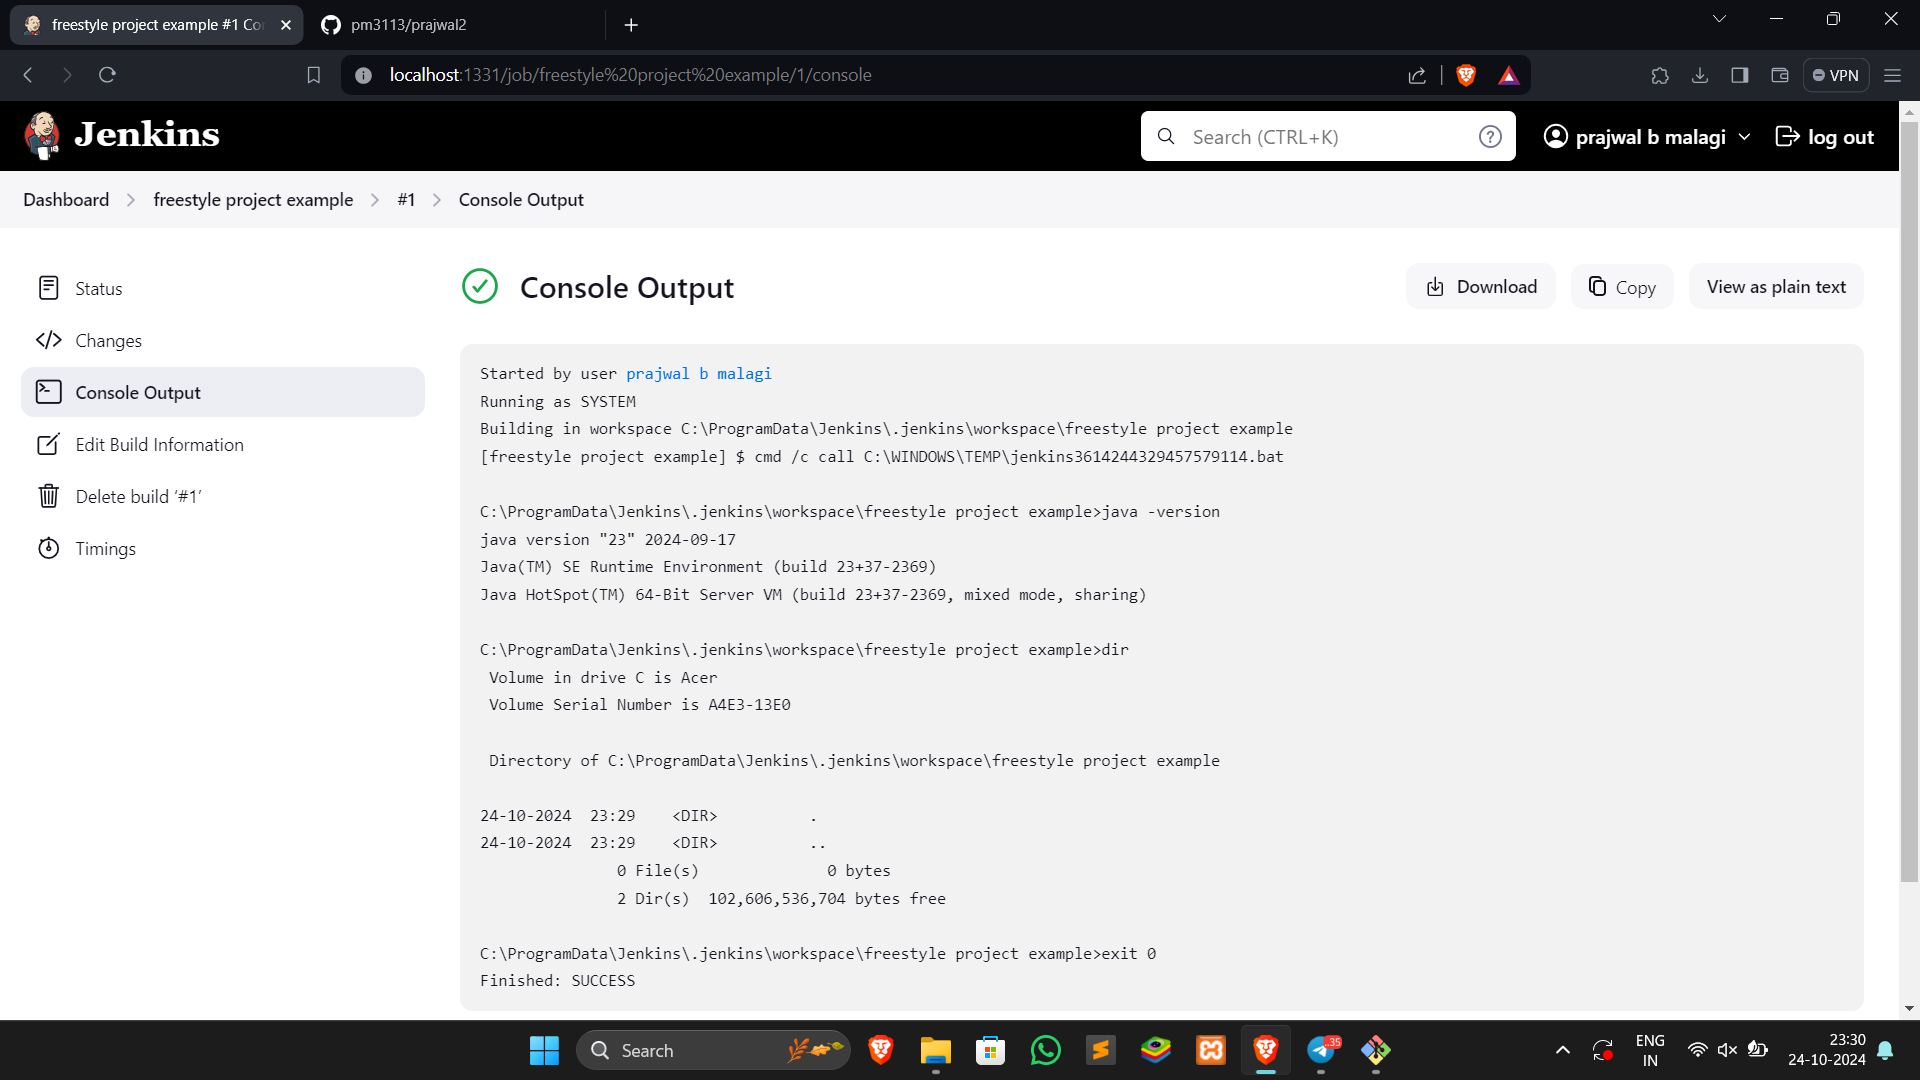 freestyle project example #1 Co
pm3113/prajwal2
localhost:1331/job/freestyle%20project%20example/1/console
VPN
Jenkins
Search (CTRL+K)
prajwal b malagi
log out
Dashboard
freestyle project example
#1
Console Output
Status
Changes
Console Output
Edit Build Information
Delete build ‘#1’
Timings
Console Output
Download
Copy
View as plain text
Started by user prajwal b malagi
Running as SYSTEM
Building in workspace C:\ProgramData\Jenkins\.jenkins\workspace\freestyle project example
[freestyle project example] $ cmd /c call C:\WINDOWS\TEMP\jenkins3614244329457579114.bat
C:\ProgramData\Jenkins\.jenkins\workspace\freestyle project example>java -version
java version "23" 2024-09-17
Java(TM) SE Runtime Environment (build 23+37-2369)
Java HotSpot(TM) 64-Bit Server VM (build 23+37-2369, mixed mode, sharing)
C:\ProgramData\Jenkins\.jenkins\workspace\freestyle project example>dir
Volume in drive C is Acer
Volume Serial Number is A4E3-13E0
Directory of C:\ProgramData\Jenkins\.jenkins\workspace\freestyle project example
24-10-2024  23:29    <DIR>          .
24-10-2024  23:29    <DIR>          ..
0 File(s)              0 bytes
2 Dir(s)  102,606,536,704 bytes free
C:\ProgramData\Jenkins\.jenkins\workspace\freestyle project example>exit 0
Finished: SUCCESS
Search
35
ENG
IN
23:30
24-10-2024